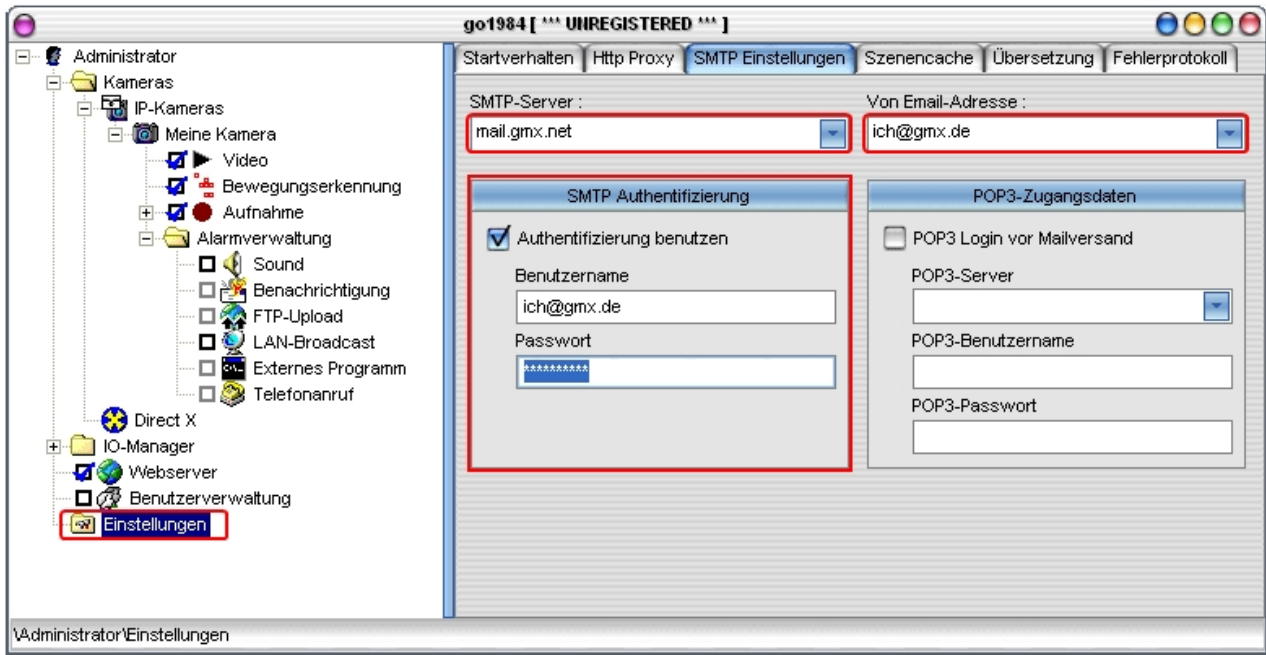 go1984 [ *** UNREGISTERED *** ]
Administrator
Kameras
IP-Kameras
Meine Kamera
Video
Bewegungserkennung
Aufnahme
Alarmverwaltung
Sound
Benachrichtigung
FTP-Upload
LAN-Broadcast
Externes Programm
Telefonanruf
Direct X
IO-Manager
Webserver
Benutzerverwaltung
Einstellungen
Startverhalten Http Proxy SMTP Einstellungen Szenencache Übersetzung Fehlerprotokoll
SMTP-Server :
mail.gmx.net
Von Email-Adresse :
ich@gmx.de
SMTP Authentifizierung
Authentifizierung benutzen
Benutzername
ich@gmx.de
Passwort
**********
POP3-Zugangsdaten
POP3 Login vor Mailversand
POP3-Server
POP3-Benutzername
POP3-Passwort
\Administrator\Einstellungen